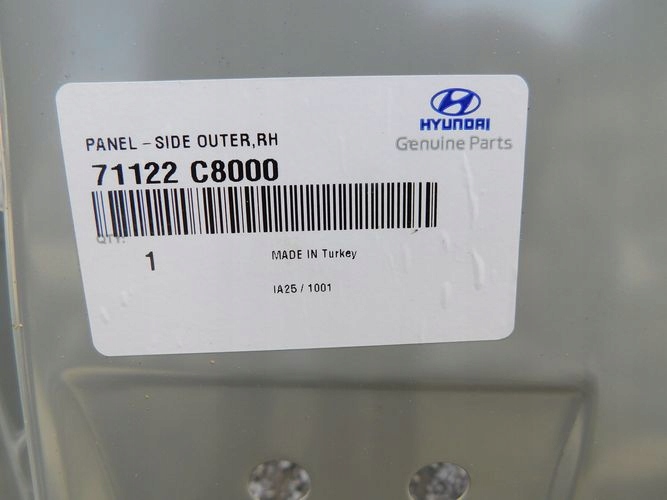 HYUNDAI
Genuine Parts
PANEL - SIDE OUTER,RH
71122 C8000
QTY:
1
MADE IN Turkey
IA25 / 1001